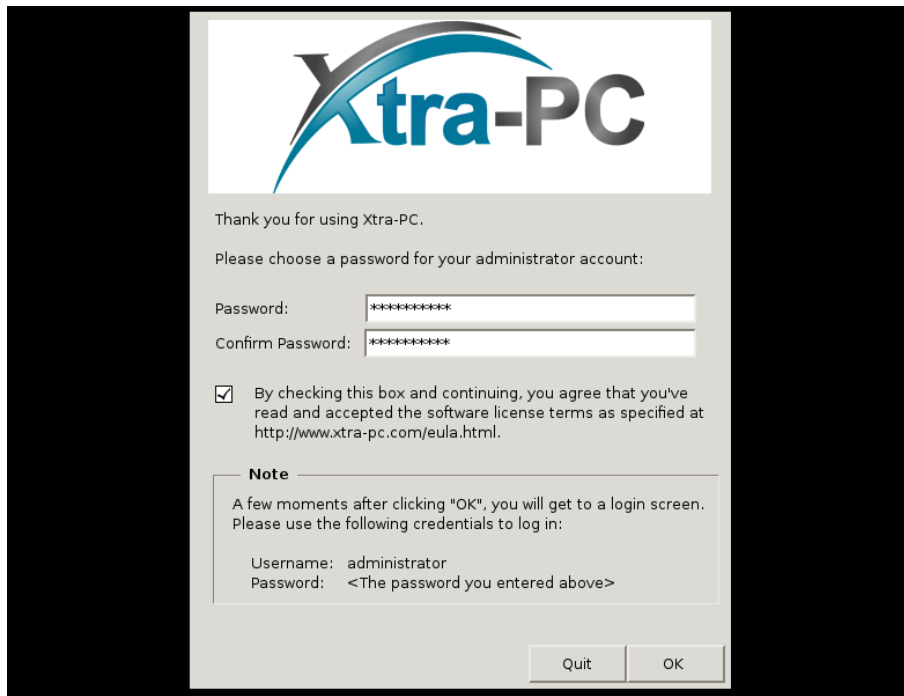 Xtra-PC
Thank you for using Xtra-PC.
Please choose a password for your administrator account:
Password: **********
Confirm Password: **********
By checking this box and continuing, you agree that you've
read and accepted the software license terms as specified at
http://www.xtra-pc.com/eula.html.
Note
A few moments after clicking "OK", you will get to a login screen.
Please use the following credentials to log in:
Username: administrator
Password: <The password you entered above>
Quit OK